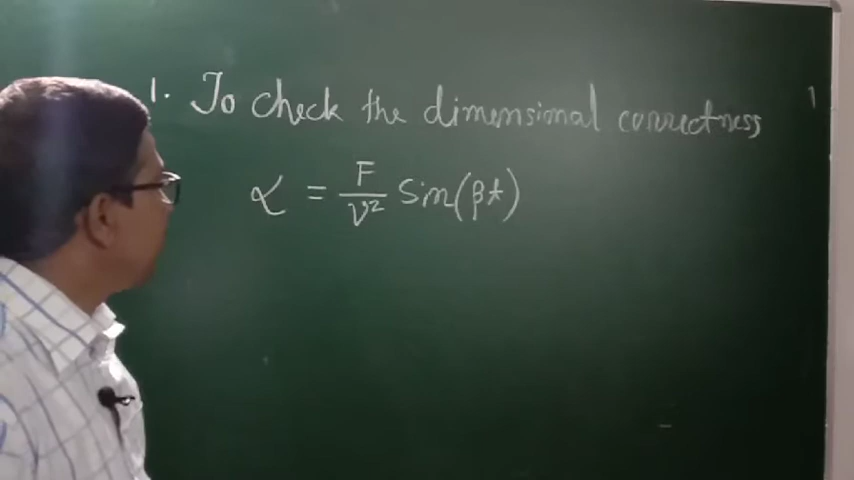 1. To check the dimensional correctness
α = F/V² Sin(βt)